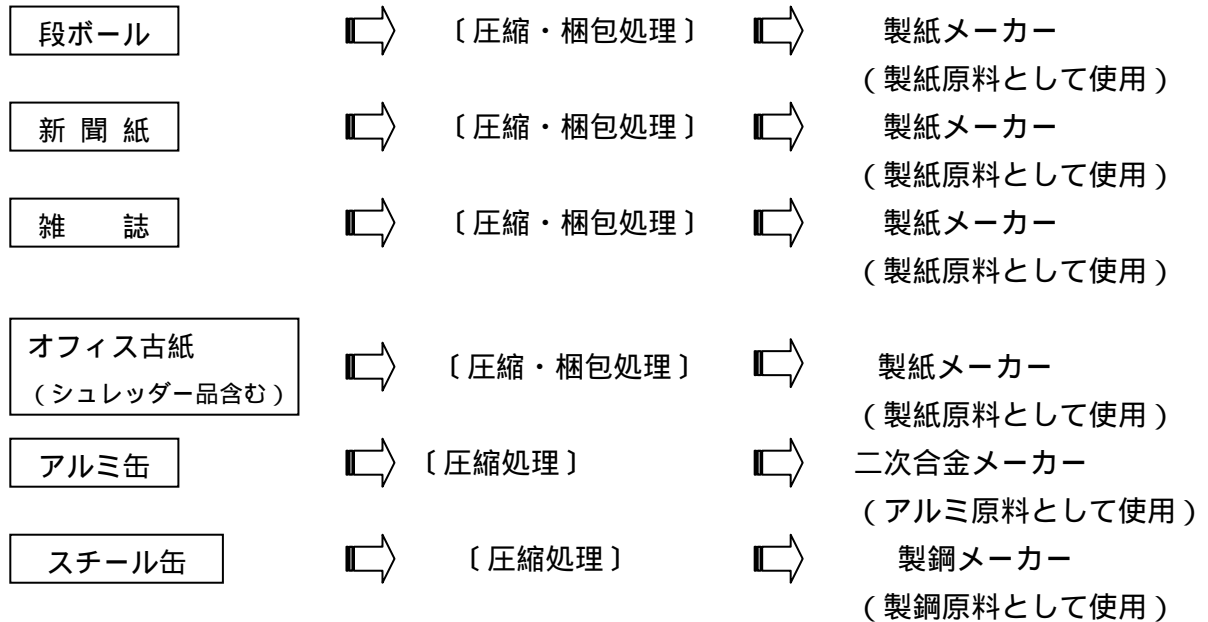 段ボール 〔圧縮・梱包処理〕 製紙メーカー
(製紙原料として使用)
新 聞 紙 〔圧縮・梱包処理〕 製紙メーカー
(製紙原料として使用)
雑 誌 〔圧縮・梱包処理〕 製紙メーカー
(製紙原料として使用)
オフィス古紙
(シュレッダー品含む) 〔圧縮・梱包処理〕 製紙メーカー
(製紙原料として使用)
アルミ缶 〔圧縮処理〕 二次合金メーカー
(アルミ原料として使用)
スチール缶 〔圧縮処理〕 製鋼メーカー
(製鋼原料として使用)